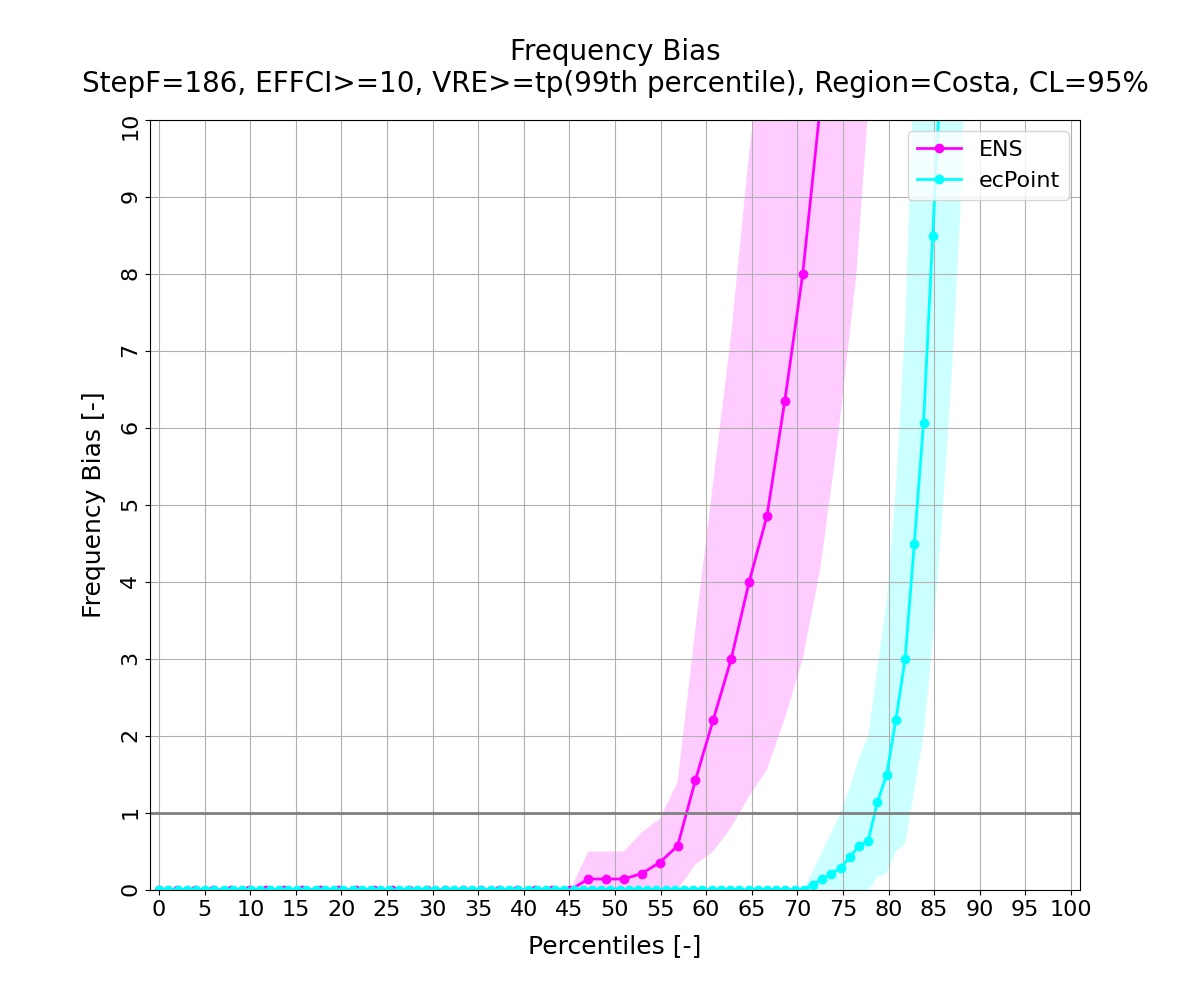 Frequency Bias
StepF=186, EFFCI>=10, VRE>=tp(99th percentile), Region=Costa, CL=95%
10
9
8
7
6
5
4
3
2
1
0
Frequency Bias [-]
ENS
ecPoint
0 5 10 15 20 25 30 35 40 45 50 55 60 65 70 75 80 85 90 95 100
Percentiles [-]